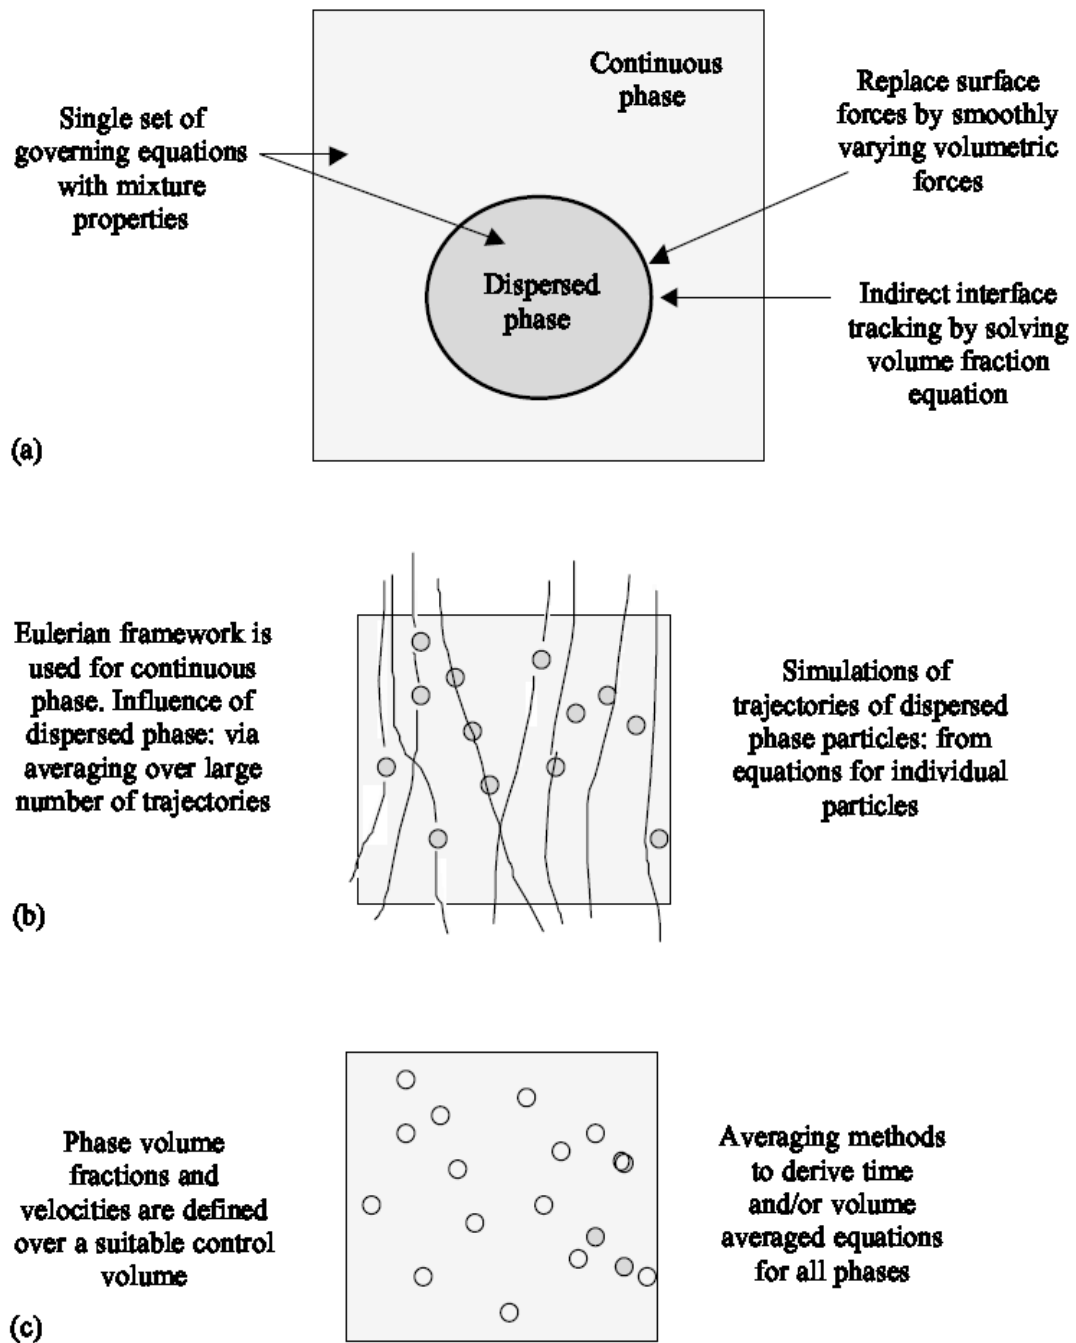 Continuous
phase
Single set of
governing equations
with mixture
properties
Replace surface
forces by smoothly
varying volumetric
forces
Dispersed
phase
Indirect interface
tracking by solving
volume fraction
equation
(a)
Eulerian framework is
used for continuous
phase. Influence of
dispersed phase: via
averaging over large
number of trajectories
Simulations of
trajectories of dispersed
phase particles: from
equations for individual
particles
(b)
Phase volume
fractions and
velocities are defined
over a suitable control
volume
Averaging methods
to derive time
and/or volume
averaged equations
for all phases
(c)